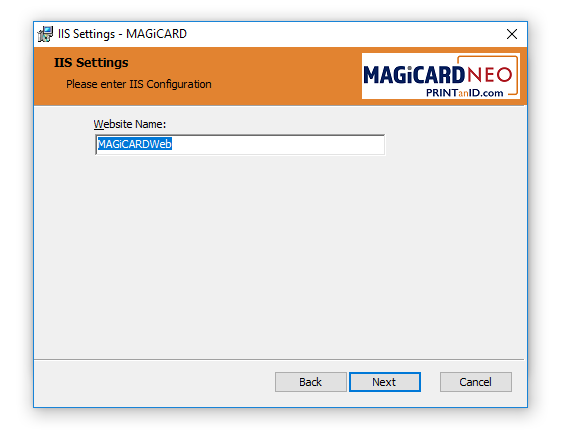 IIS Settings - MAGiCARD
IIS Settings
Please enter IIS Configuration
MAGiCARDNEO
PRINTanID.com
Website Name:
MAGiCARDWeb
Back
Next
Cancel